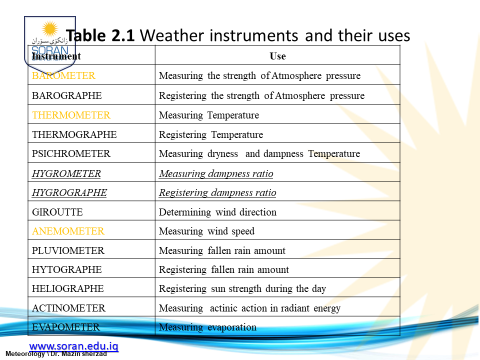 زانکۆی سۆران
SORAN
Table 2.1 Weather instruments and their uses
Instrument Use
BAROMETER Measuring the strength of Atmosphere pressure
BAROGRAPHE Registering the strength of Atmosphere pressure
THERMOMETER Measuring Temperature
THERMOGRAPHE Registering Temperature
PSICHROMETER Measuring dryness and dampness Temperature
HYGROMETER Measuring dampness ratio
HYGROGRAPHE Registering dampness ratio
GIROUTTE Determining wind direction
ANEMOMETER Measuring wind speed
PLUVIOMETER Measuring fallen rain amount
HYTOGRAPHE Registering fallen rain amount
HELIOGRAPHE Registering sun strength during the day
ACTINOMETER Measuring actinic action in radiant energy
EVAPOMETER Measuring evaporation
www.soran.edu.iq
Meteorology \ Dr. Mazin sherzad